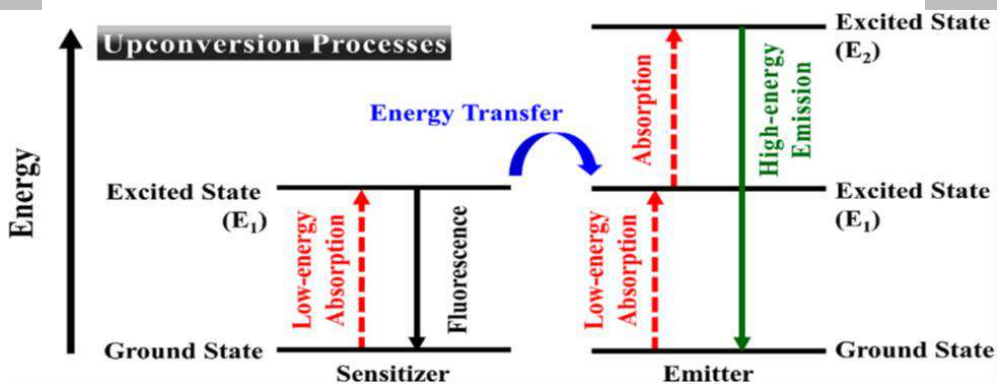 Upconversion Processes
Energy
Energy Transfer
Excited State
(E₁)
Ground State
Low-energy
Absorption
Fluorescence
Sensitizer
Low-energy
Absorption
Absorption
High-energy
Emission
Excited State
(E₂)
Excited State
(E₁)
Ground State
Emitter